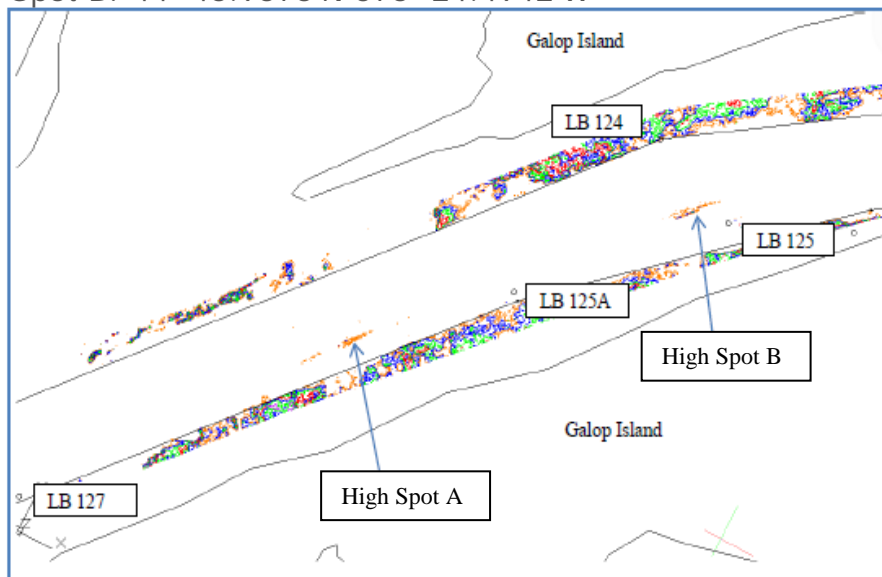 Galop Island
LB 124
LB 125
LB 125A
High Spot B
Galop Island
High Spot A
LB 127